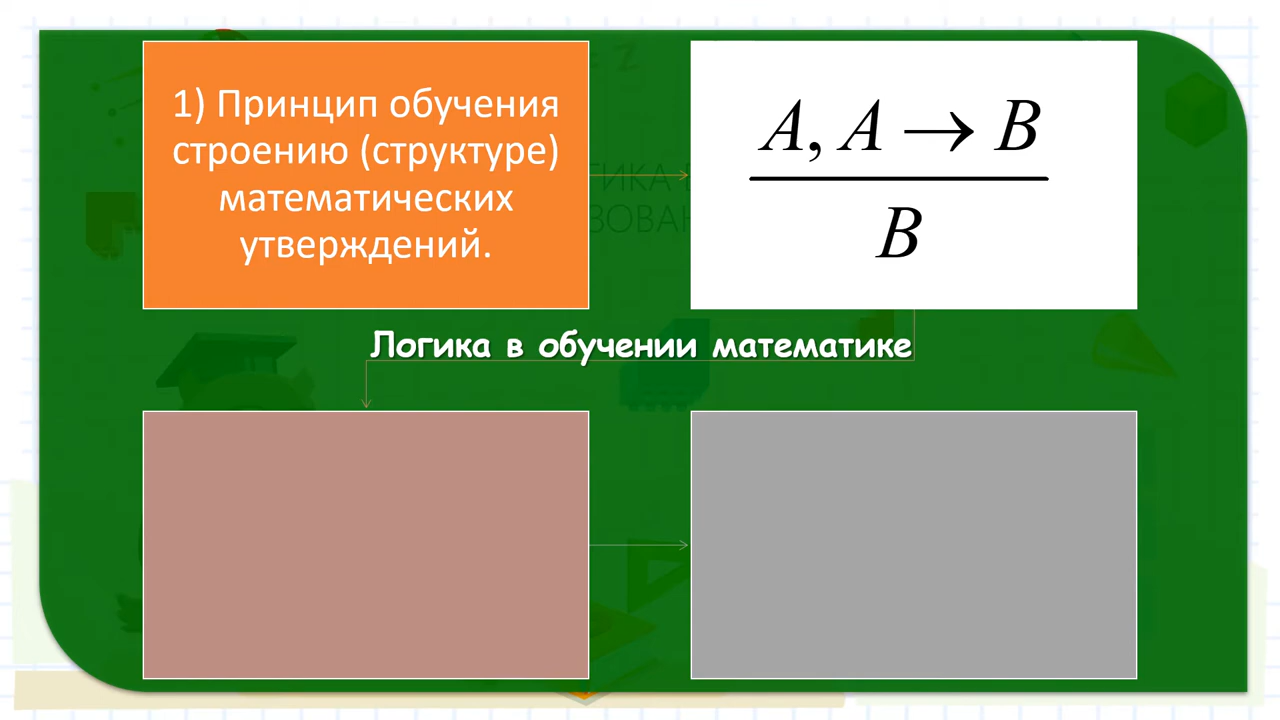 1) Принцип обучения
строению (структуре)
математических
утверждений.
A, A → B
B
Логика в обучении математике